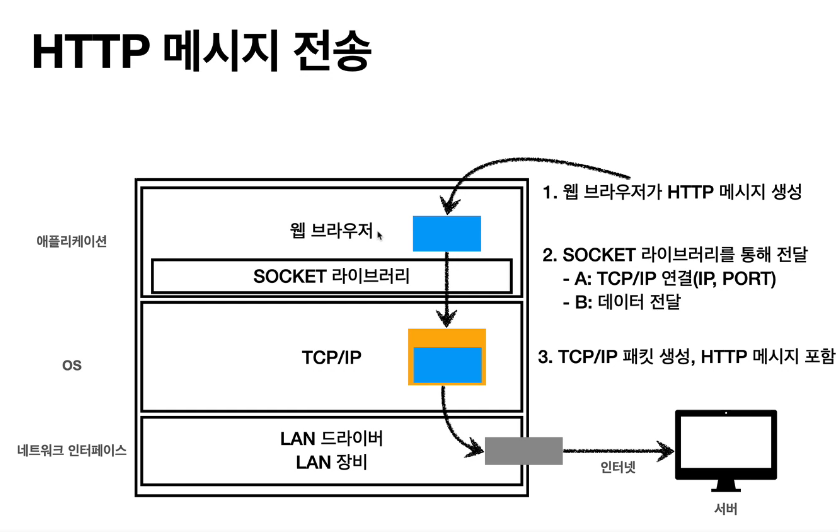 HTTP 메시지 전송
1. 웹 브라우저가 HTTP 메시지 생성
애플리케이션
웹 브라우저
SOCKET 라이브러리
2. SOCKET 라이브러리를 통해 전달
- A: TCP/IP 연결(IP, PORT)
- B: 데이터 전달
OS
TCP/IP
3. TCP/IP 패킷 생성, HTTP 메시지 포함
네트워크 인터페이스
LAN 드라이버
LAN 장비
인터넷
서버